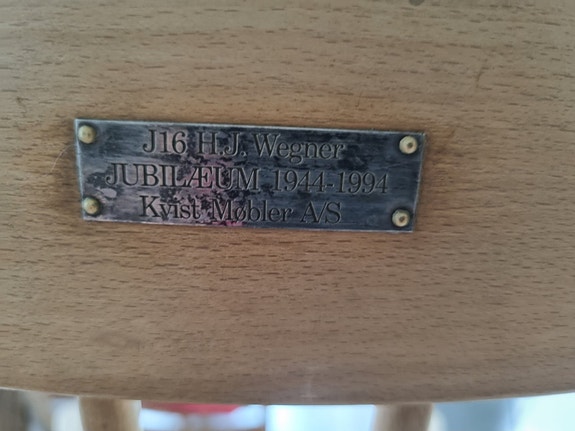 J16 H.J. Wegner
JUBILÆUM 1944-1994
Kvist Møbler A/S